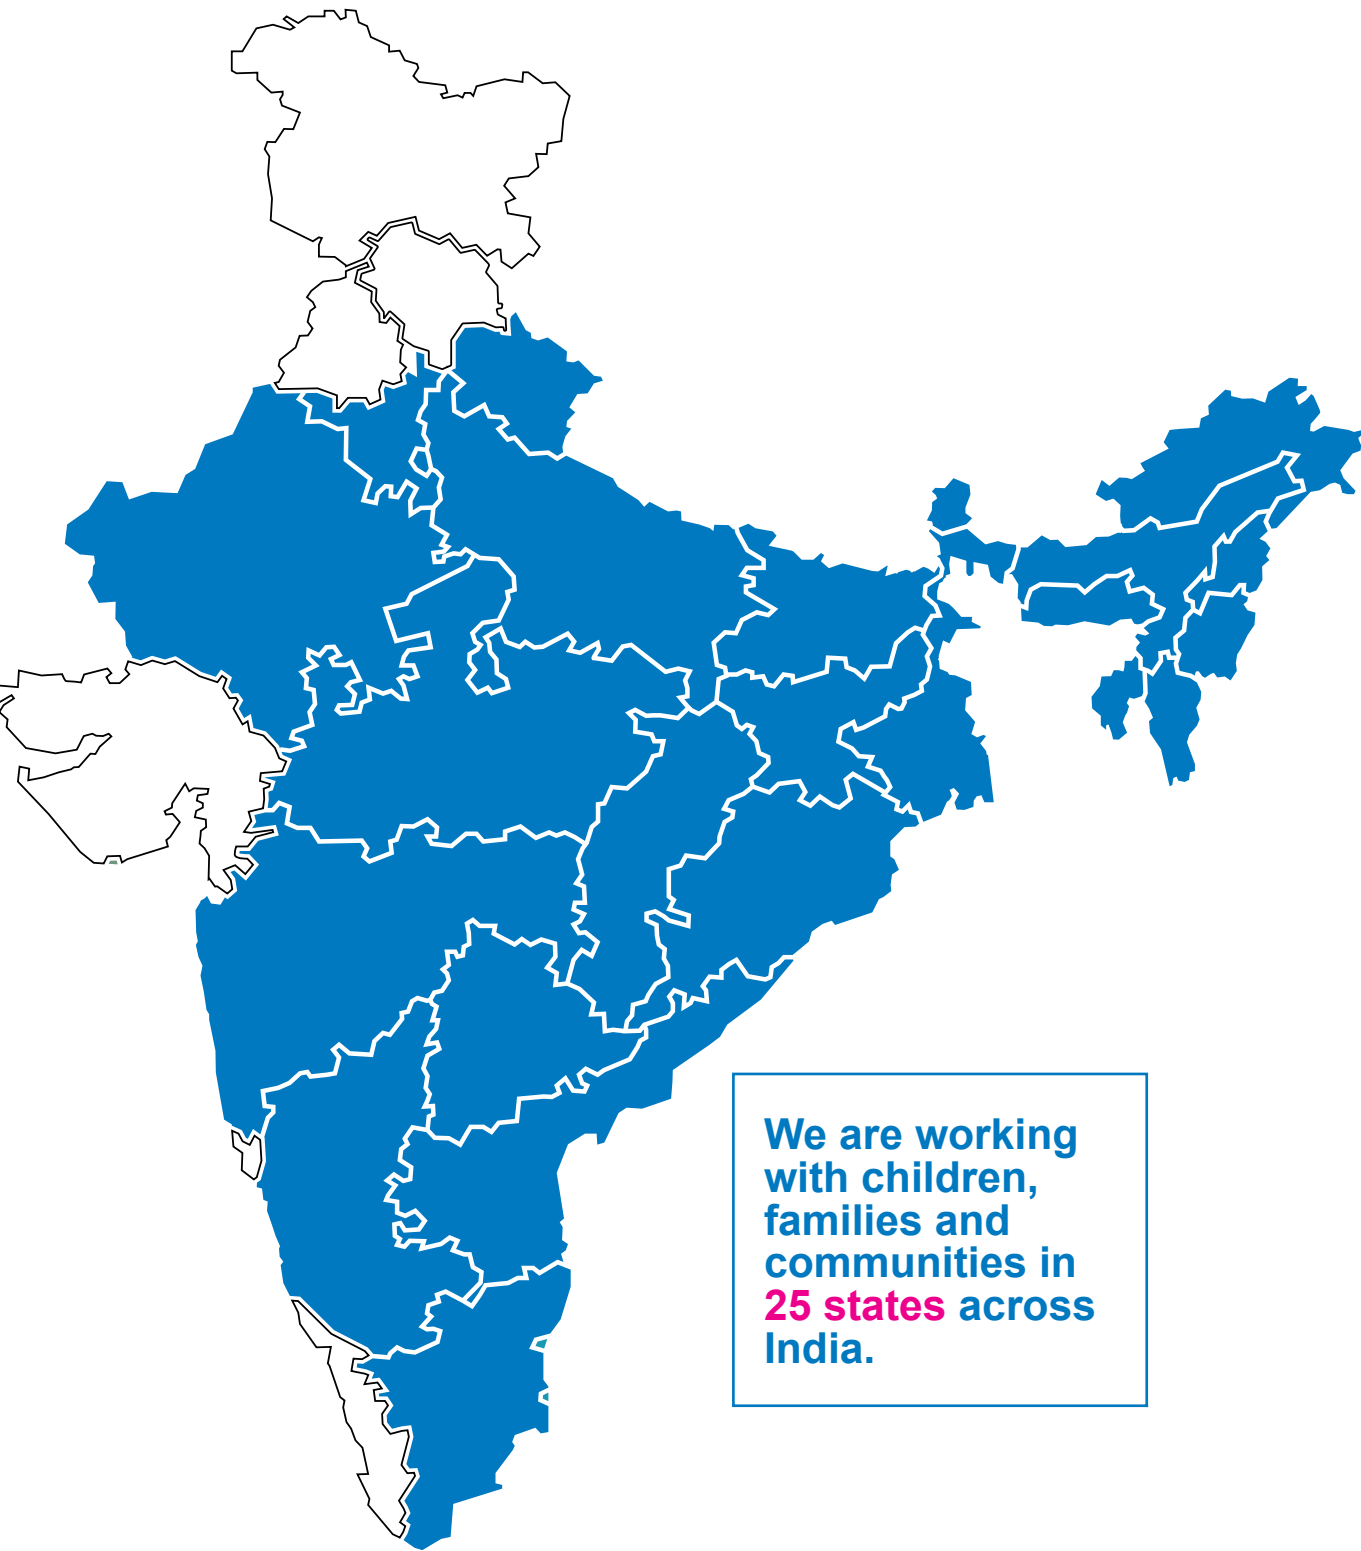 We are working
with children,
families and
communities in
25 states across
India.